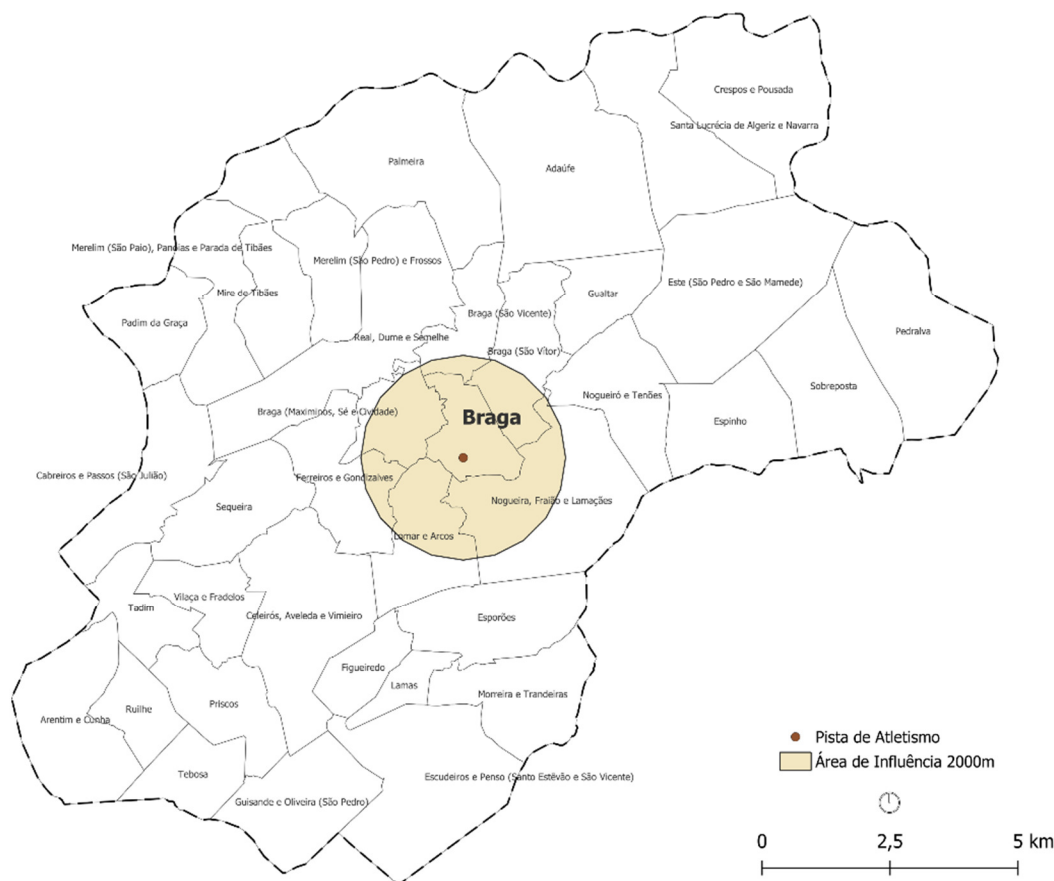 Crespos e Pousada
Santa Lucrécia de Algeriz e Navarra
Palmeira
Adaúfe
Merelim (São Paio), Panoias e Parada de Tibães
Merelim (São Pedro) e Frossos
Este (São Pedro e São Mamede)
Mire de Tibães
Gualtar
Padim da Graça
Braga (São Vicente)
Pedralva
Real, Dume e Semelhe
Braga (São Vítor)
Sobreposta
Nogueiró e Tenões
Braga (Maximinos, Sé e Cividade)
Braga
Espinho
Cabreiros e Passos (São Julião)
Ferreiros e Gondizalves
Sequeira
Nogueira, Fraião e Lamaçães
Lomar e Arcos
Vilaça e Fradelos
Tadim
Celeirós, Aveleda e Vimieiro
Esporões
Figueiredo
Lamas
Morreira e Trandeiras
Priscos
Ruilhe
Arentim e Cunha
Tebosa
Escudeiros e Penso (Santo Estêvão e São Vicente)
Guisande e Oliveira (São Pedro)
Pista de Atletismo
Área de Influência 2000m
0 2,5 5 km